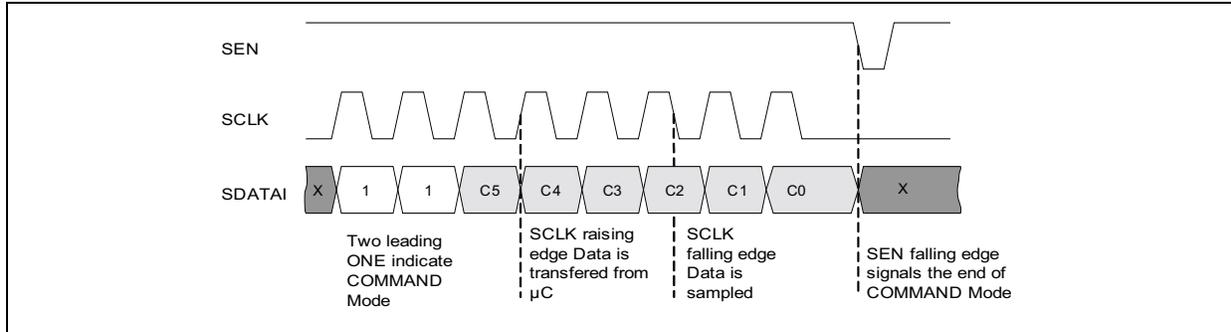 SEN
SCLK
SDATAI
X
1
1
C5
C4
C3
C2
C1
C0
X
Two leading
ONE indicate
COMMAND
Mode
SCLK raising
edge Data is
transfered from
µC
SCLK
falling edge
Data is
sampled
SEN falling edge
signals the end of
COMMAND Mode